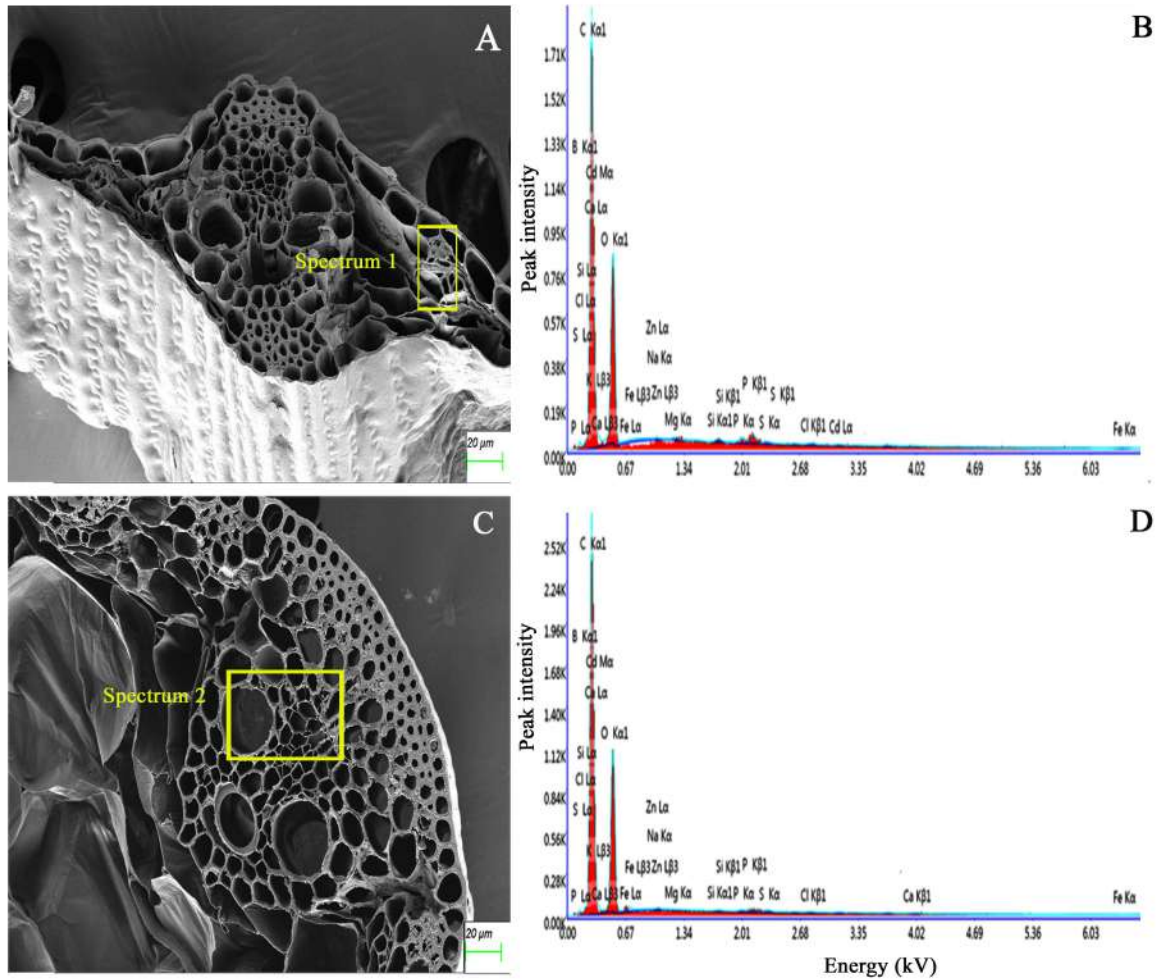 A
Spectrum 1
20 µm
B
Peak intensity
1.71K
1.52K
1.33K
1.14K
0.95K
0.76K
0.57K
0.38K
0.19K
0.00K
C Kα1
B Kα1
Cd Mα
Ca Lα
O Kα1
Si Lα
Cl Lα
S Lα
Zn Lα
Na Kα
K Lβ3
Fe Lβ3 Zn Lβ3
Si Kβ1 P Kβ1 S Kβ1
P Lα Ca Lβ3 Fe Lα Mg Kα Si Kα1 P Kα S Kα Cl Kβ1 Cd Lα Fe Kα
0.00 0.67 1.34 2.01 2.68 3.35 4.02 4.69 5.36 6.03
C
Spectrum 2
20 µm
D
Peak intensity
2.52K
2.24K
1.96K
1.68K
1.40K
1.12K
0.84K
0.56K
0.28K
0.00K
C Kα1
B Kα1
Cd Mα
Ca Lα
O Kα1
Si Lα
Cl Lα
S Lα
Zn Lα
Na Kα
K Lβ3
Fe Lβ3 Zn Lβ3 Si Kβ1 P Kβ1
P Lα Ca Lβ3 Fe Lα Mg Kα Si Kα1 P Kα S Kα Cl Kβ1 Ca Kβ1 Fe Kα
0.00 0.67 1.34 2.01 2.68 3.35 4.02 4.69 5.36 6.03
Energy (kV)